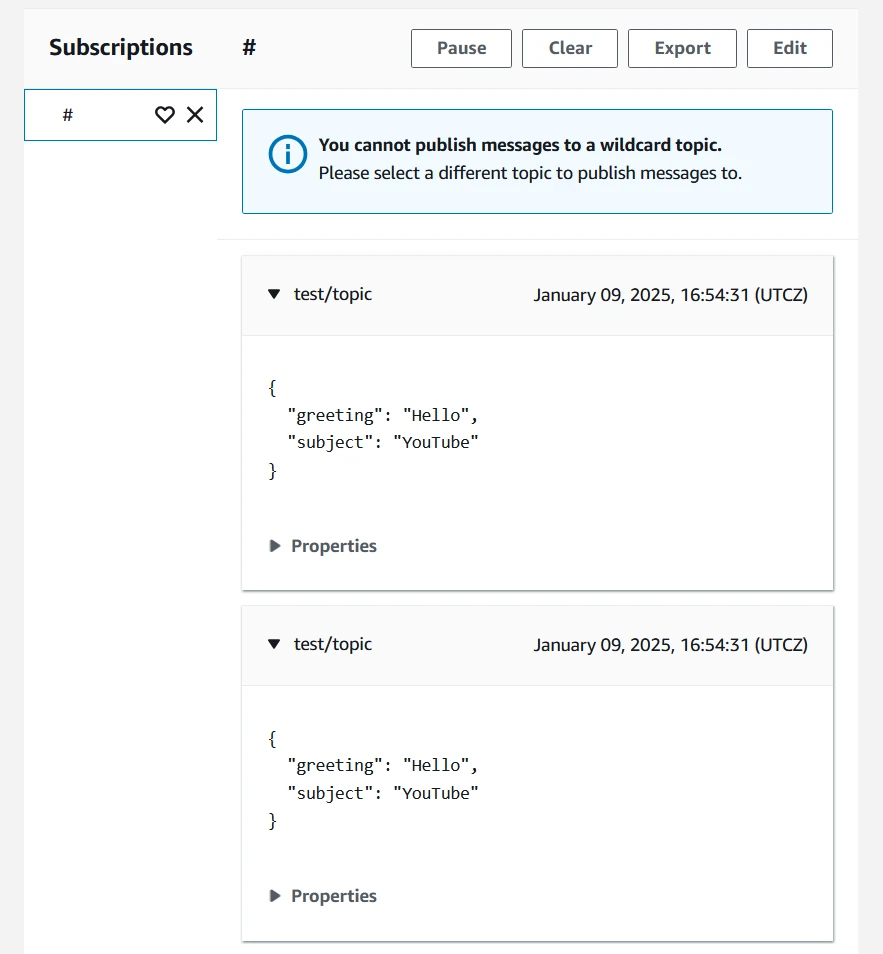 Subscriptions
#
Pause Clear Export Edit
#
You cannot publish messages to a wildcard topic.
Please select a different topic to publish messages to.
test/topic January 09, 2025, 16:54:31 (UTCZ)
{
  "greeting": "Hello",
  "subject": "YouTube"
}
Properties
test/topic January 09, 2025, 16:54:31 (UTCZ)
{
  "greeting": "Hello",
  "subject": "YouTube"
}
Properties